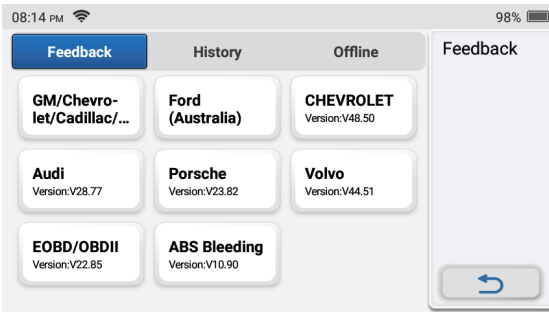 08:14 PM
98%
Feedback
History
Offline
Feedback
GM/Chevro-
let/Cadillac/...
Ford
(Australia)
CHEVROLET
Version:V48.50
Audi
Version:V28.77
Porsche
Version:V23.82
Volvo
Version:V44.51
EOBD/OBDII
Version:V22.85
ABS Bleeding
Version:V10.90